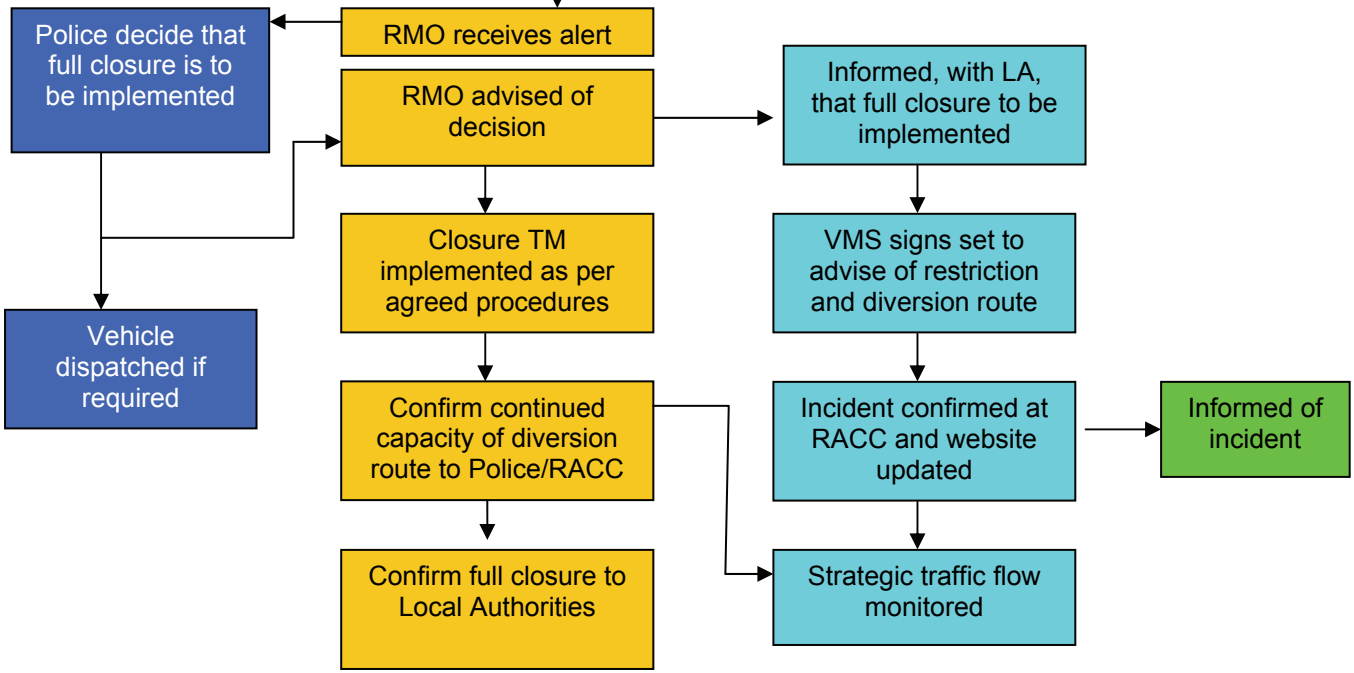 Police decide that
full closure is to
be implemented
RMO receives alert
RMO advised of
decision
Informed, with LA,
that full closure to be
implemented
Closure TM
implemented as per
agreed procedures
VMS signs set to
advise of restriction
and diversion route
Vehicle
dispatched if
required
Confirm continued
capacity of diversion
route to Police/RACC
Incident confirmed at
RACC and website
updated
Informed of
incident
Confirm full closure to
Local Authorities
Strategic traffic flow
monitored